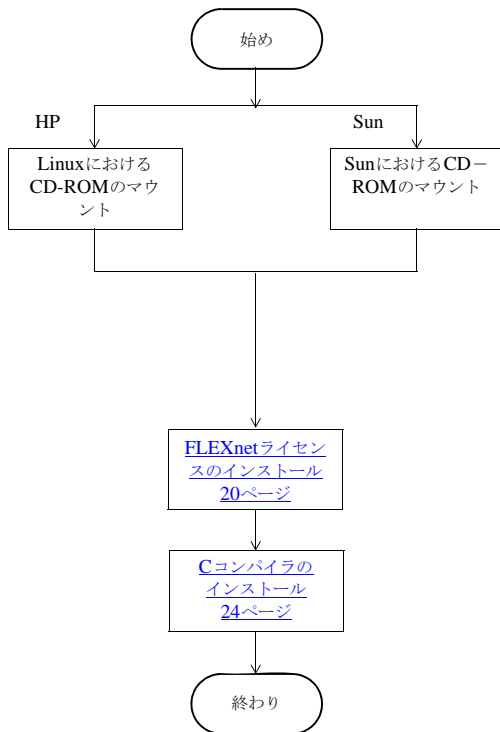 始め
HP
Sun
Linuxにおける
CD-ROMのマウ
ント
SunにおけるCD－
ROMのマウント
FLEXnetライセン
スのインストール
20ページ
Cコンパイラの
インストール
24ページ
終わり